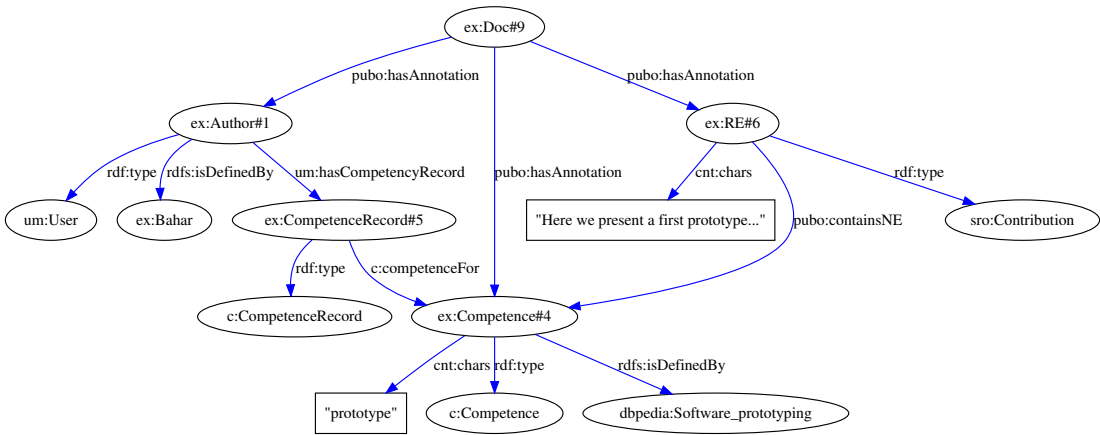 ex:Doc#9
pubo:hasAnnotation
pubo:hasAnnotation
ex:Author#1
ex:RE#6
rdf:type
rdfs:isDefinedBy
um:hasCompetencyRecord
pubo:hasAnnotation
cnt:chars
rdf:type
um:User
ex:Bahar
ex:CompetenceRecord#5
"Here we present a first prototype..."
pubo:containsNE
sro:Contribution
rdf:type
c:competenceFor
c:CompetenceRecord
ex:Competence#4
cnt:chars
rdf:type
rdfs:isDefinedBy
"prototype"
c:Competence
dbpedia:Software_prototyping